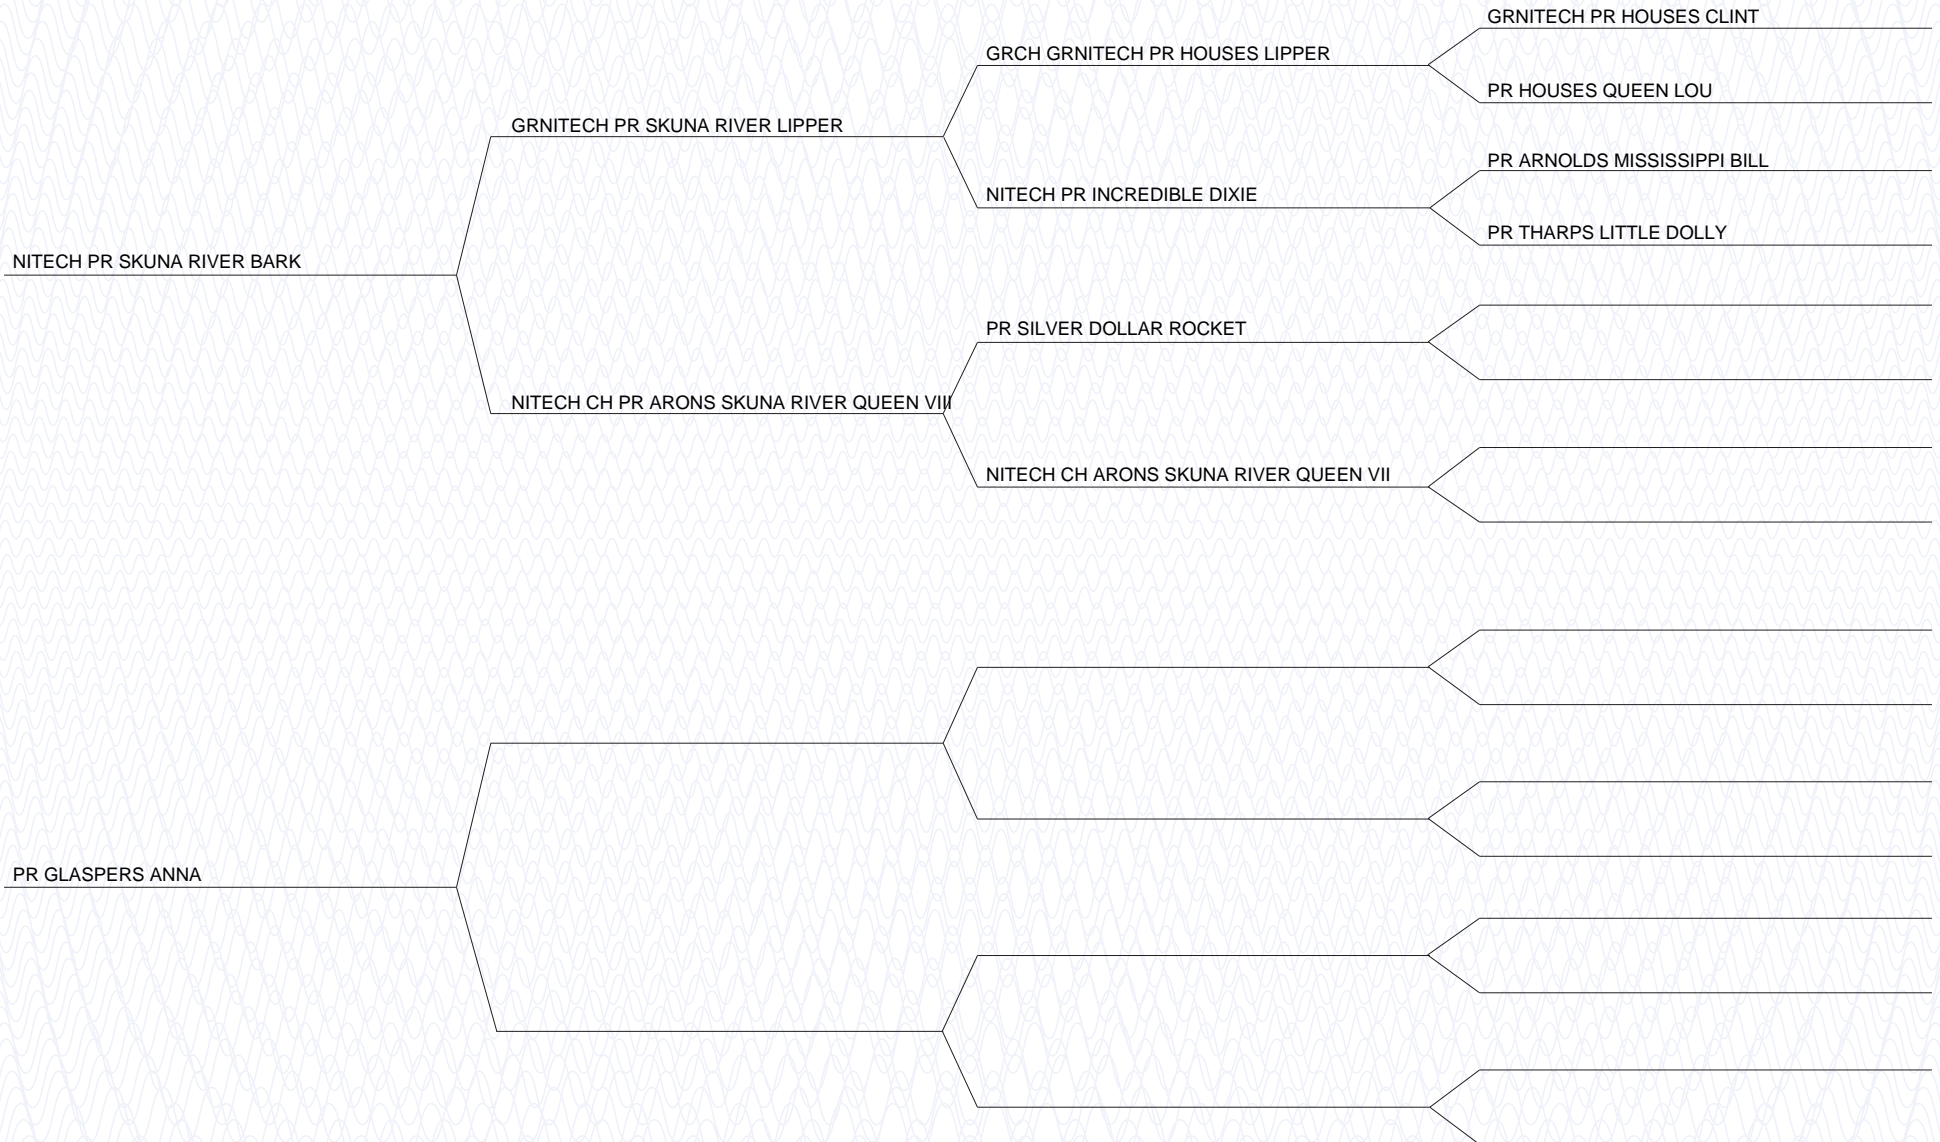 GRNITECH PR HOUSES CLINT
GRCH GRNITECH PR HOUSES LIPPER
PR HOUSES QUEEN LOU
GRNITECH PR SKUNA RIVER LIPPER
PR ARNOLDS MISSISSIPPI BILL
NITECH PR INCREDIBLE DIXIE
PR THARPS LITTLE DOLLY
NITECH PR SKUNA RIVER BARK
PR SILVER DOLLAR ROCKET
NITECH CH PR ARONS SKUNA RIVER QUEEN VIII
NITECH CH ARONS SKUNA RIVER QUEEN VII
PR GLASPERS ANNA